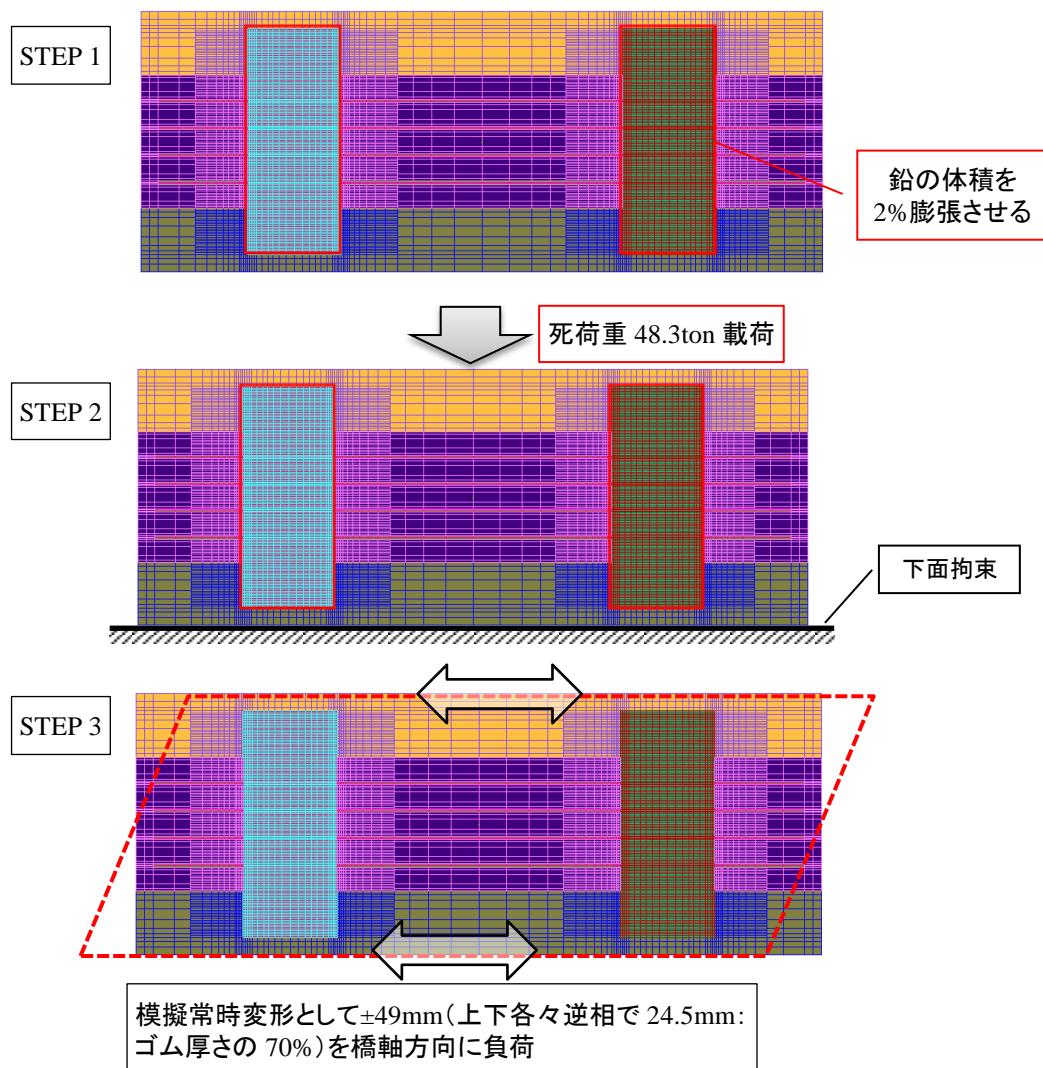 STEP 1
鉛の体積を
2%膨張させる
死荷重 48.3ton 載荷
STEP 2
下面拘束
STEP 3
模擬常時変形として±49mm(上下各々逆相で 24.5mm:
ゴム厚さの 70%)を橋軸方向に負荷